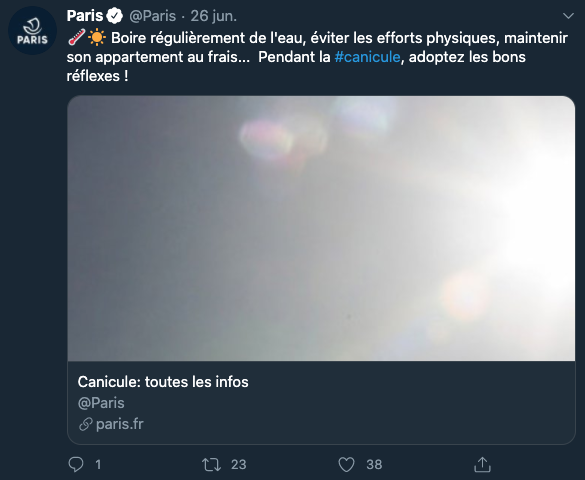 Paris @Paris · 26 jun.
🌡️☀️ Boire régulièrement de l'eau, éviter les efforts physiques, maintenir
son appartement au frais... Pendant la #canicule, adoptez les bons
réflexes !
PARIS
Canicule: toutes les infos
@Paris
paris.fr
1 23 38